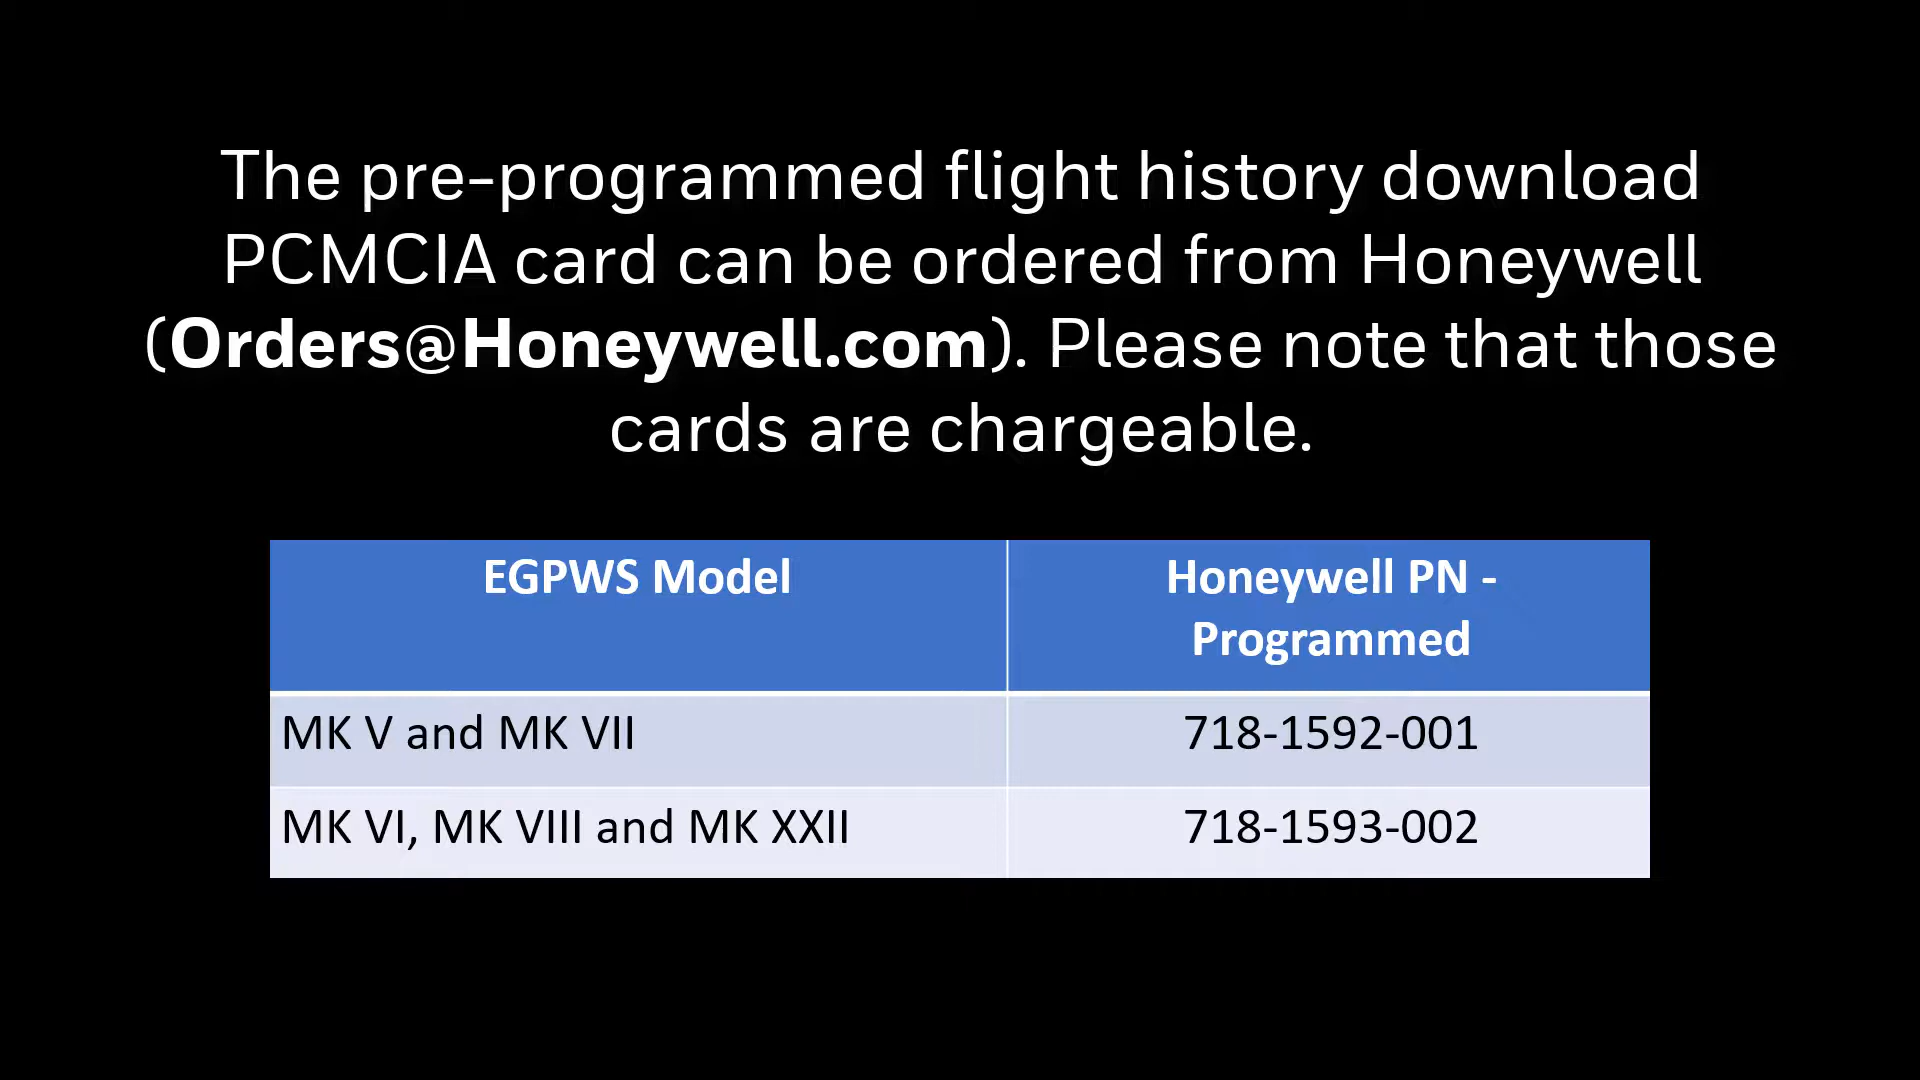 The pre-programmed flight history download
PCMCIA card can be ordered from Honeywell
(Orders@Honeywell.com). Please note that those
cards are chargeable.
EGPWS Model
Honeywell PN -
Programmed
MK V and MK VII
718-1592-001
MK VI, MK VIII and MK XXII
718-1593-002